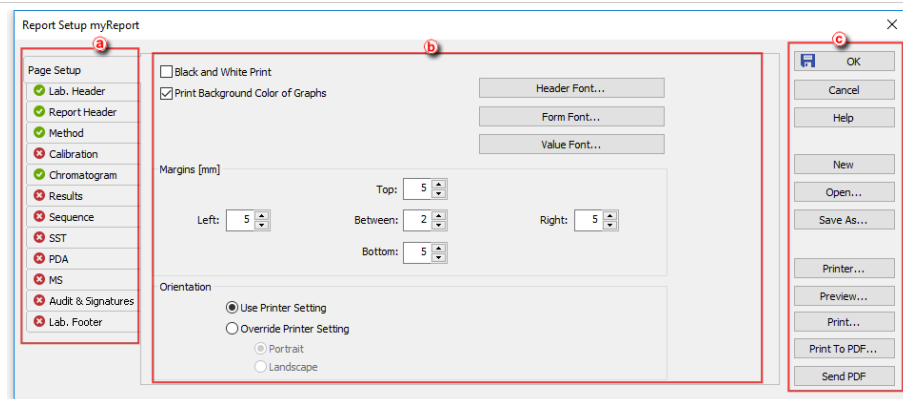 Report Setup myReport
a
b
c
Page Setup
Lab. Header
Report Header
Method
Calibration
Chromatogram
Results
Sequence
SST
PDA
MS
Audit & Signatures
Lab. Footer
Black and White Print
Print Background Color of Graphs
Header Font...
Form Font...
Value Font...
Margins [mm]
Top: 5
Left: 5 Between: 2 Right: 5
Bottom: 5
Orientation
Use Printer Setting
Override Printer Setting
Portrait
Landscape
OK
Cancel
Help
New
Open...
Save As...
Printer...
Preview...
Print...
Print To PDF...
Send PDF